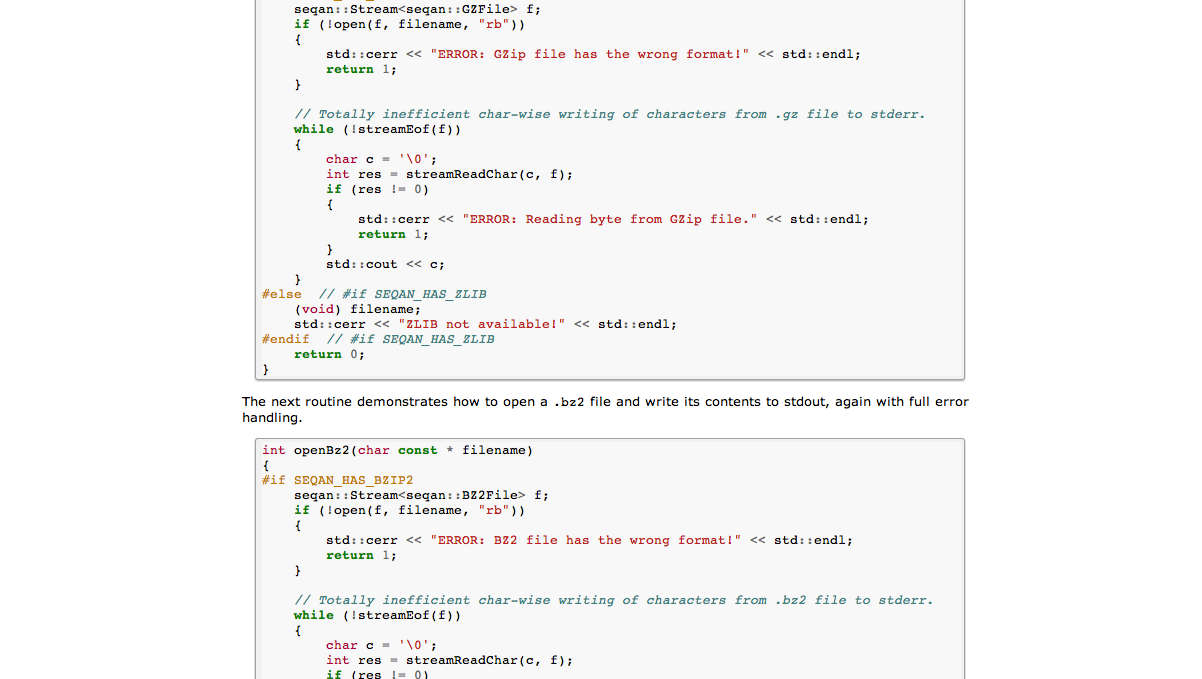 seqan::Stream<seqan::GZFile> f;
    if (!open(f, filename, "rb"))
    {
        std::cerr << "ERROR: GZip file has the wrong format!" << std::endl;
        return 1;
    }

    // Totally inefficient char-wise writing of characters from .gz file to stderr.
    while (!streamEof(f))
    {
        char c = '\0';
        int res = streamReadChar(c, f);
        if (res != 0)
        {
            std::cerr << "ERROR: Reading byte from GZip file." << std::endl;
            return 1;
        }
        std::cout << c;
    }
#else  // #if SEQAN_HAS_ZLIB
    (void) filename;
    std::cerr << "ZLIB not available!" << std::endl;
#endif  // #if SEQAN_HAS_ZLIB
    return 0;
}
The next routine demonstrates how to open a .bz2 file and write its contents to stdout, again with full error
handling.
int openBz2(char const * filename)
{
#if SEQAN_HAS_BZIP2
    seqan::Stream<seqan::BZ2File> f;
    if (!open(f, filename, "rb"))
    {
        std::cerr << "ERROR: BZ2 file has the wrong format!" << std::endl;
        return 1;
    }

    // Totally inefficient char-wise writing of characters from .bz2 file to stderr.
    while (!streamEof(f))
    {
        char c = '\0';
        int res = streamReadChar(c, f);
        if (res != 0)